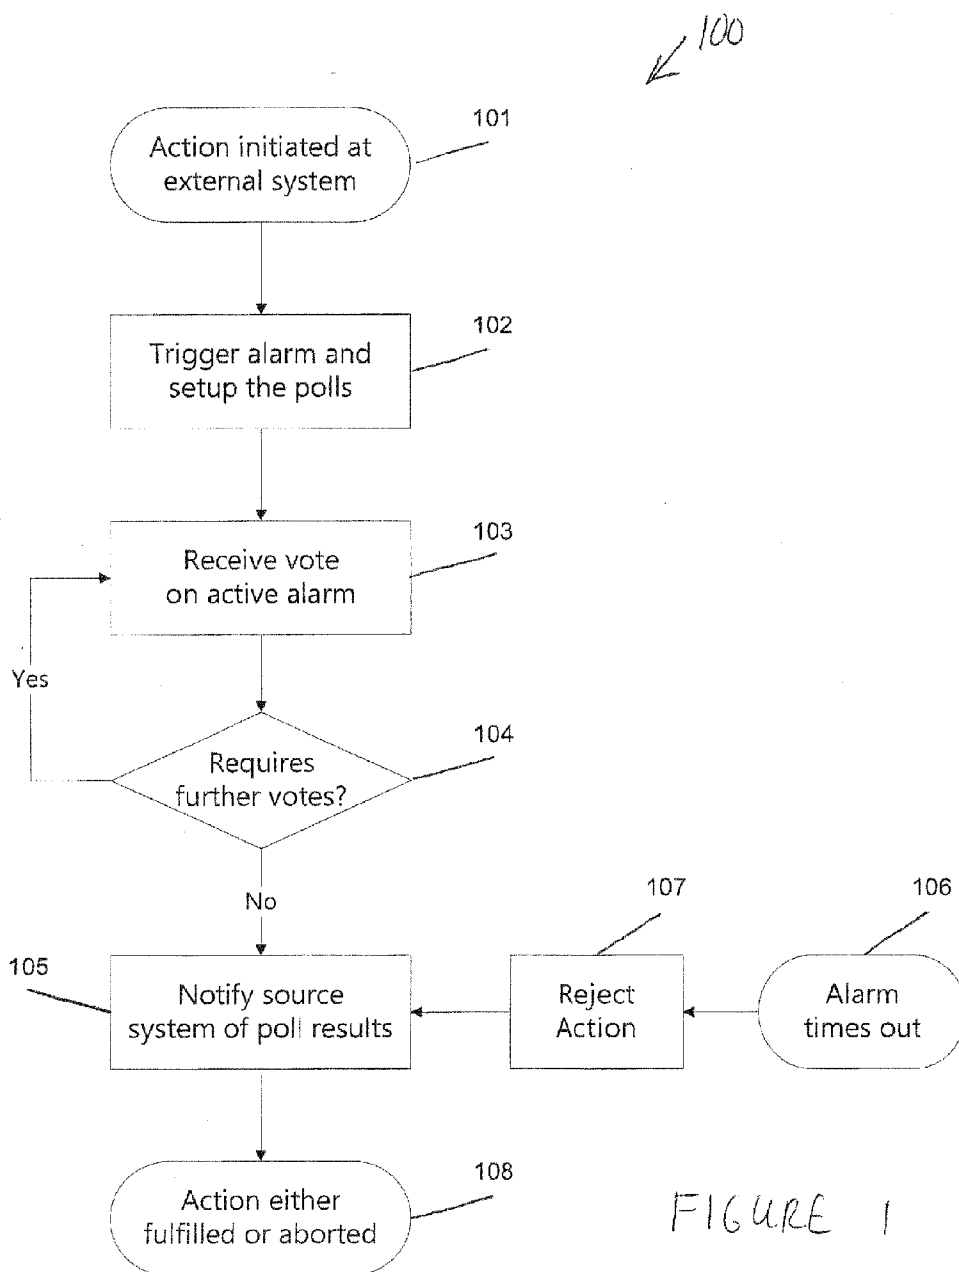 100
101
Action initiated at
external system
102
Trigger alarm and
setup the polls
103
Receive vote
on active alarm
Yes
104
Requires
further votes?
No
107
106
105
Notify source
system of poll results
Reject
Action
Alarm
times out
108
Action either
fulfilled or aborted
FIGURE 1